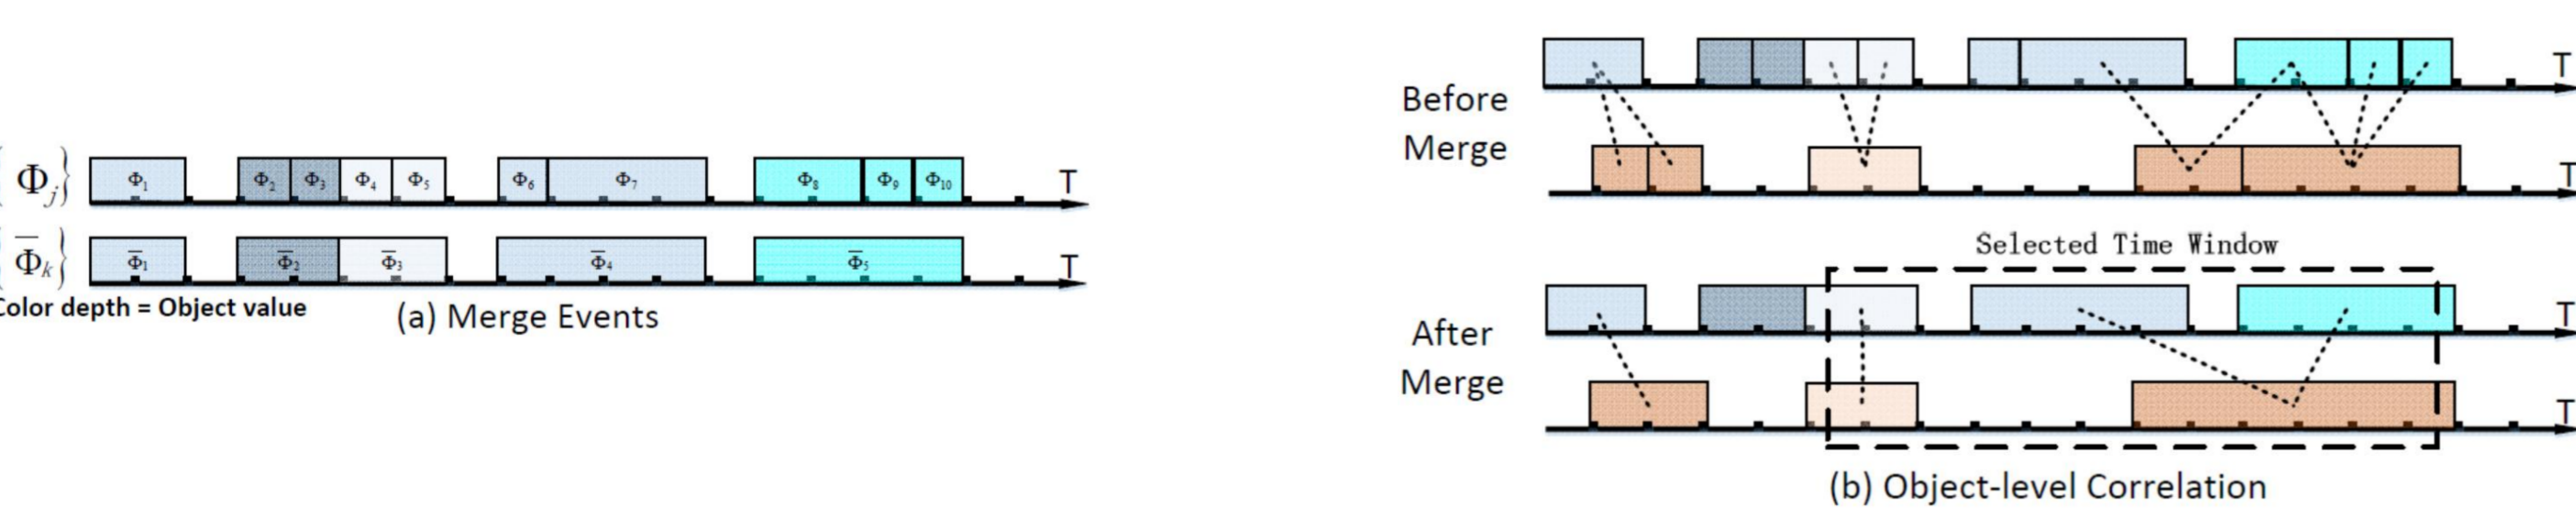 {Φj} Φ1 Φ2 Φ3 Φ4 Φ5 Φ6 Φ7 Φ8 Φ9 Φ10 T
{Φ̅k} Φ̅1 Φ̅2 Φ̅3 Φ̅4 Φ̅5 T
Color depth = Object value
(a) Merge Events
T
Before
Merge
T
Selected Time Window
T
After
Merge
T
(b) Object-level Correlation